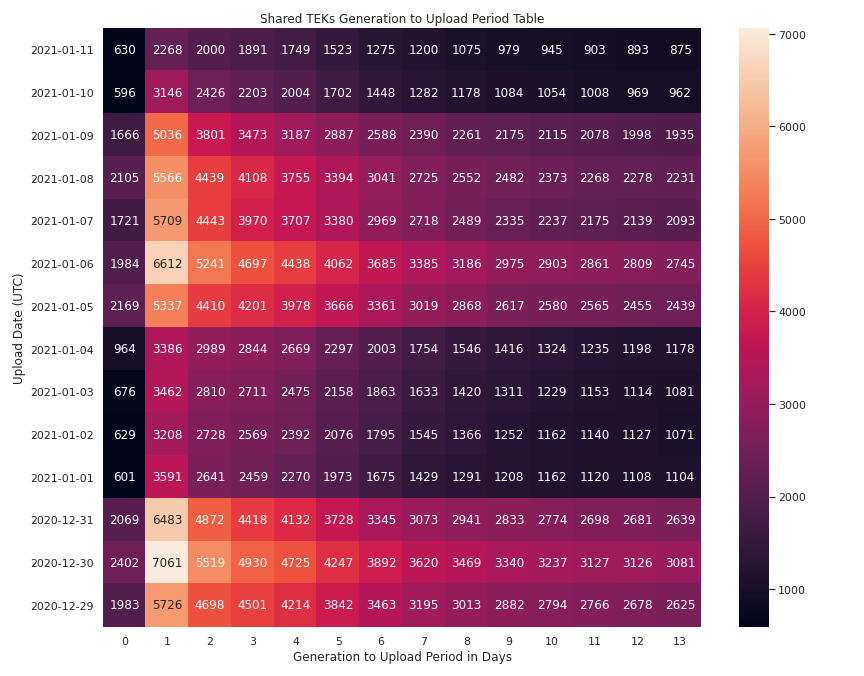 Shared TEKs Generation to Upload Period Table
2021-01-11 630 2268 2000 1891 1749 1523 1275 1200 1075 979 945 903 893 875
2021-01-10 596 3146 2426 2203 2004 1702 1448 1282 1178 1084 1054 1008 969 962
2021-01-09 1666 5036 3801 3473 3187 2887 2588 2390 2261 2175 2115 2078 1998 1935
2021-01-08 2105 5566 4439 4108 3755 3394 3041 2725 2552 2482 2373 2268 2278 2231
2021-01-07 1721 5709 4443 3970 3707 3380 2969 2718 2489 2335 2237 2175 2139 2093
2021-01-06 1984 6612 5241 4697 4438 4062 3685 3385 3186 2975 2903 2861 2809 2745
2021-01-05 2169 5337 4410 4201 3978 3666 3361 3019 2868 2617 2580 2565 2455 2439
2021-01-04 964 3386 2989 2844 2669 2297 2003 1754 1546 1416 1324 1235 1198 1178
2021-01-03 676 3462 2810 2711 2475 2158 1863 1633 1420 1311 1229 1153 1114 1081
2021-01-02 629 3208 2728 2569 2392 2076 1795 1545 1366 1252 1162 1140 1127 1071
2021-01-01 601 3591 2641 2459 2270 1973 1675 1429 1291 1208 1162 1120 1108 1104
2020-12-31 2069 6483 4872 4418 4132 3728 3345 3073 2941 2833 2774 2698 2681 2639
2020-12-30 2402 7061 5519 4930 4725 4247 3892 3620 3469 3340 3237 3127 3126 3081
2020-12-29 1983 5726 4698 4501 4214 3842 3463 3195 3013 2882 2794 2766 2678 2625
0 1 2 3 4 5 6 7 8 9 10 11 12 13
Generation to Upload Period in Days
Upload Date (UTC)
7000
6000
5000
4000
3000
2000
1000